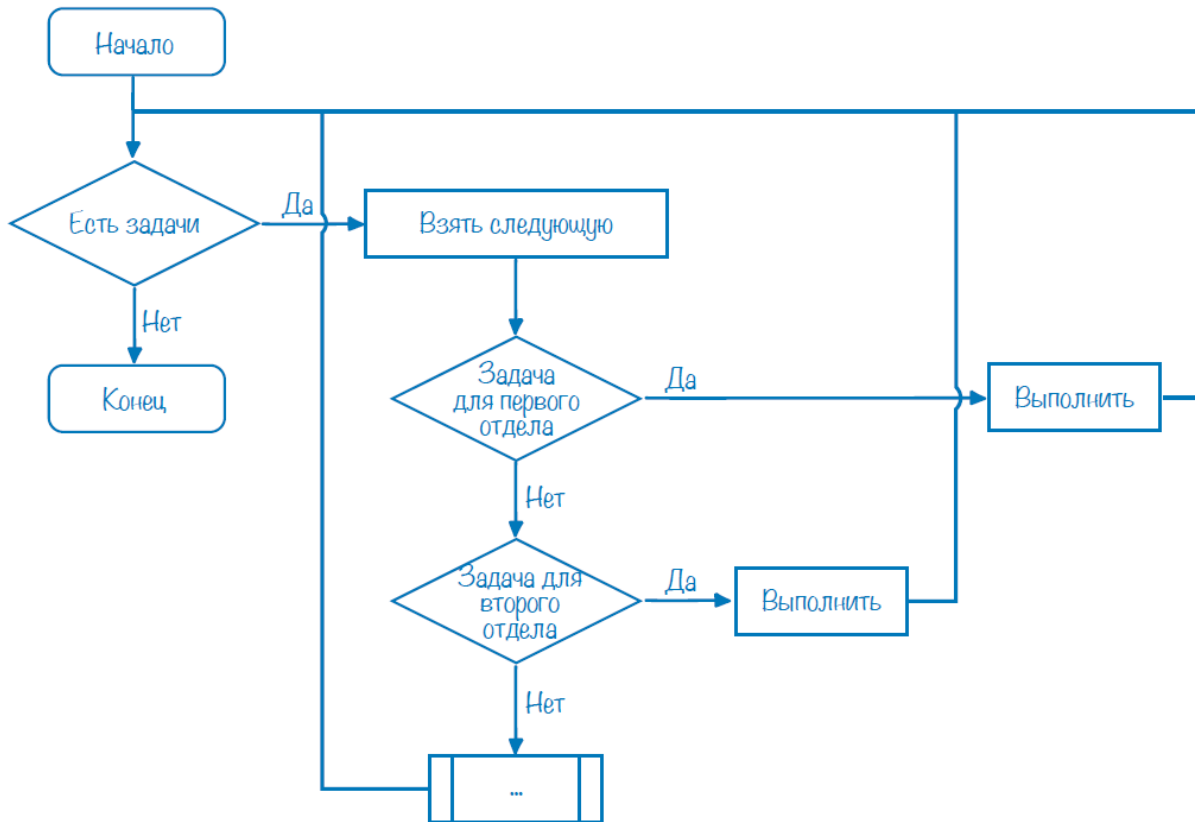 Начало
Есть задачи
Да
Взять следующую
Нет
Конец
Задача
для первого
отдела
Да
Выполнить
Нет
Задача для
второго
отдела
Да
Выполнить
Нет
...